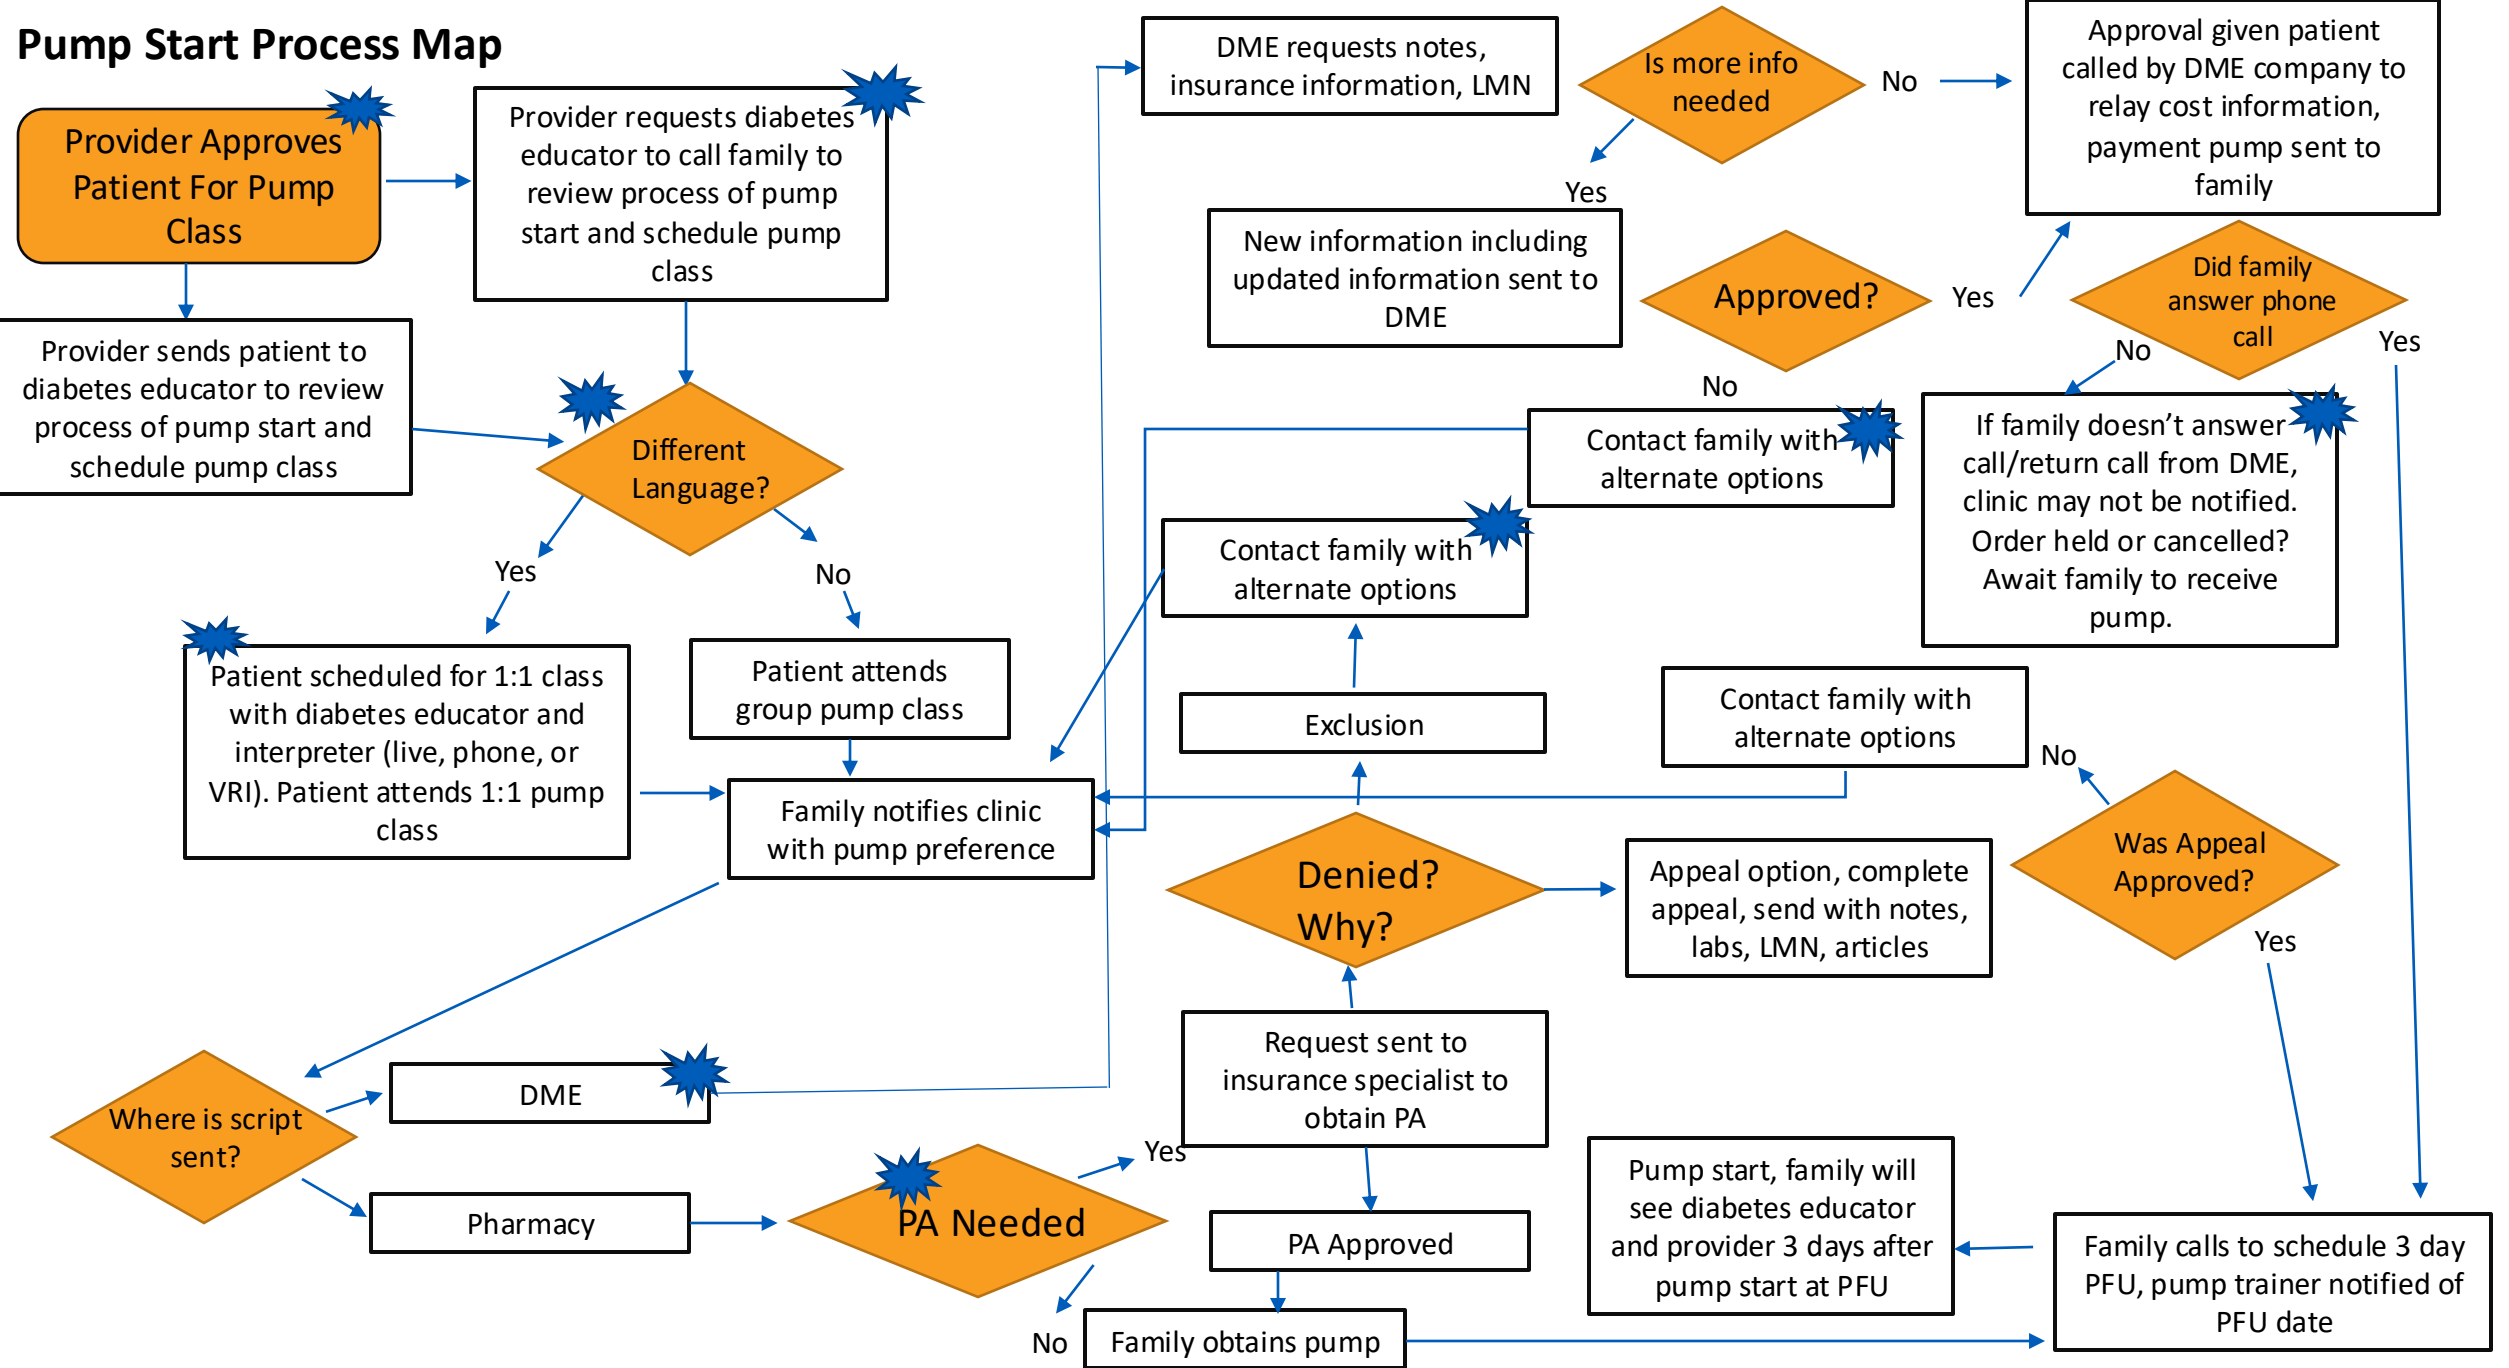 Pump Start Process Map
Provider Approves
Patient For Pump
Class
Provider requests diabetes
educator to call family to
review process of pump
start and schedule pump
class
Provider sends patient to
diabetes educator to review
process of pump start and
schedule pump class
Different
Language?
Yes
No
Patient scheduled for 1:1 class
with diabetes educator and
interpreter (live, phone, or
VRI). Patient attends 1:1 pump
class
Patient attends
group pump class
Family notifies clinic
with pump preference
Where is script
sent?
DME
Pharmacy
PA Needed
Yes
No
DME requests notes,
insurance information, LMN
Is more info
needed
No
Yes
Approval given patient
called by DME company to
relay cost information,
payment pump sent to
family
New information including
updated information sent to
DME
Approved?
Yes
No
Did family
answer phone
call
No
Yes
Contact family with
alternate options
If family doesn’t answer
call/return call from DME,
clinic may not be notified.
Order held or cancelled?
Await family to receive
pump.
Contact family with
alternate options
Exclusion
Contact family with
alternate options
No
Denied?
Why?
Appeal option, complete
appeal, send with notes,
labs, LMN, articles
Was Appeal
Approved?
Yes
Request sent to
insurance specialist to
obtain PA
PA Approved
Family obtains pump
Pump start, family will
see diabetes educator
and provider 3 days after
pump start at PFU
Family calls to schedule 3 day
PFU, pump trainer notified of
PFU date